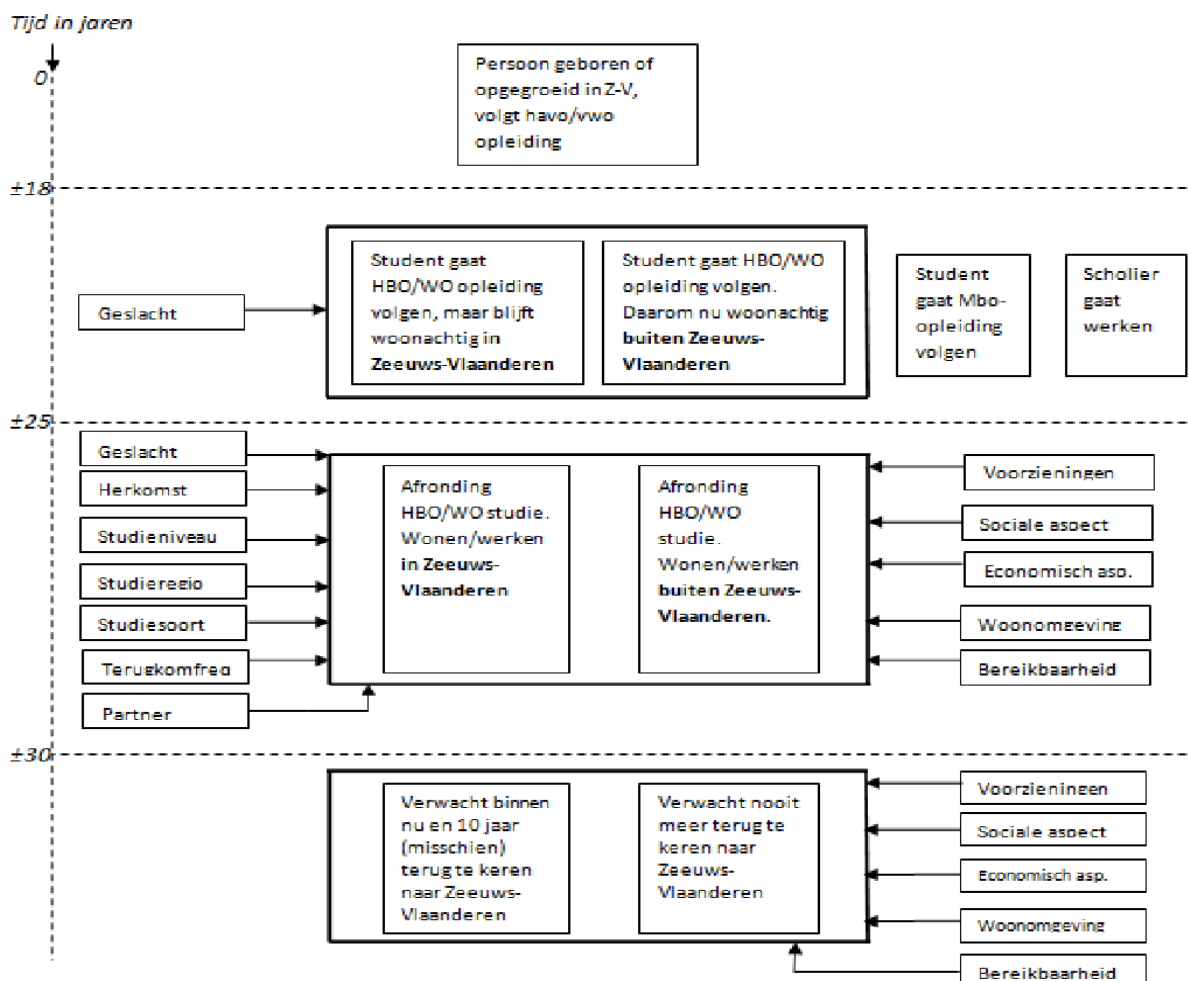 Tijd in jaren
0
Persoon geboren of
opgegroeid in Z-V,
volgt havo/vwo
opleiding
±18
Geslacht
Student gaat
HBO/WO opleiding
volgen, maar blijft
woonachtig in
Zeeuws-Vlaanderen
Student gaat HBO/WO
opleiding volgen.
Daarom nu woonachtig
buiten Zeeuws-
Vlaanderen
Student
gaat Mbo-
opleiding
volgen
Scholier
gaat
werken
±25
Geslacht
Herkomst
Studieniveau
Studieregio
Studiesoort
Terugkomfreq
Partner
Afronding
HBO/WO studie.
Wonen/werken
in Zeeuws-
Vlaanderen
Afronding
HBO/WO
studie.
Wonen/werken
buiten Zeeuws-
Vlaanderen.
Voorzieningen
Sociale aspect
Economisch asp.
Woonomgeving
Bereikbaarheid
±30
Verwacht binnen
nu en 10 jaar
(misschien)
terug te keren
naar Zeeuws-
Vlaanderen
Verwacht nooit
meer terug te
keren naar
Zeeuws-
Vlaanderen
Voorzieningen
Sociale aspect
Economisch asp.
Woonomgeving
Bereikbaarheid